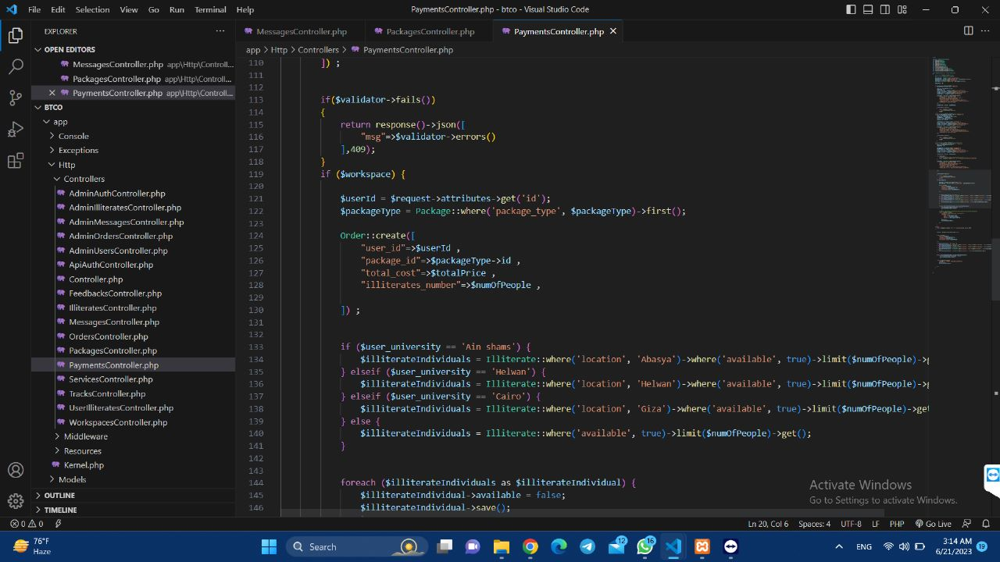 File Edit Selection View Go Run Terminal Help
PaymentsController.php - btco - Visual Studio Code
EXPLORER
OPEN EDITORS
MessagesController.php app\Http\Controll...
PackagesController.php app\Http\Controll...
PaymentsController.php app\Http\Controll...
BTCO
app
Console
Exceptions
Http
Controllers
AdminAuthController.php
AdminIlliteratesController.php
AdminMessagesController.php
AdminOrdersController.php
AdminUsersController.php
ApiAuthController.php
Controller.php
FeedbacksController.php
IlliteratesController.php
MessagesController.php
OrdersController.php
PackagesController.php
PaymentsController.php
ServicesController.php
TracksController.php
UserIlliteratesController.php
WorkspacesController.php
Middleware
Resources
Kernel.php
Models
OUTLINE
TIMELINE
MessagesController.php PackagesController.php PaymentsController.php
app > Http > Controllers > PaymentsController.php
110 ]) ;
111
112
113 if($validator->fails())
114 {
115 return response()->json([
116 "msg"=>$validator->errors()
117 ],409);
118 }
119 if ($workspace) {
120
121 $userId = $request->attributes->get('id');
122 $packageType = Package::where('package_type', $packageType)->first();
123
124 Order::create([
125 "user_id"=>$userId ,
126 "package_id"=>$packageType->id ,
127 "total_cost"=>$totalPrice ,
128 "illiterates_number"=>$numOfPeople ,
129
130 ]) ;
131
132
133 if ($user_university == 'Ain shams') {
134 $illiterateIndividuals = Illiterate::where('location', 'Abasya')->where('available', true)->limit($numOfPeople)->g
135 } elseif ($user_university == 'Helwan') {
136 $illiterateIndividuals = Illiterate::where('location', 'Helwan')->where('available', true)->limit($numOfPeople)->g
137 } elseif ($user_university == 'Cairo') {
138 $illiterateIndividuals = Illiterate::where('location', 'Giza')->where('available', true)->limit($numOfPeople)->get
139 } else {
140 $illiterateIndividuals = Illiterate::where('available', true)->limit($numOfPeople)->get();
141 }
142
143
144 foreach ($illiterateIndividuals as $illiterateIndividual) {
145 $illiterateIndividual->available = false;
146 $illiterateIndividual->save();
Activate Windows
Go to Settings to activate Windows.
0 0 Ln 20, Col 6 Spaces: 4 UTF-8 LF PHP Go Live
76°F
Haze
Search
12
16
ENG
3:14 AM
6/21/2023
19